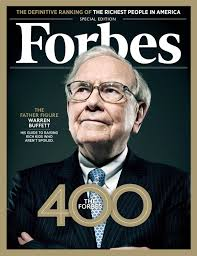 THE DEFINITIVE RANKING OF THE RICHEST PEOPLE IN AMERICA
SPECIAL EDITION
Forbes
THE
FATHER FIGURE
WARREN
BUFFETT
HIS GUIDE TO RAISING
RICH KIDS WHO
AREN'T SPOILED.
THE FORBES
400